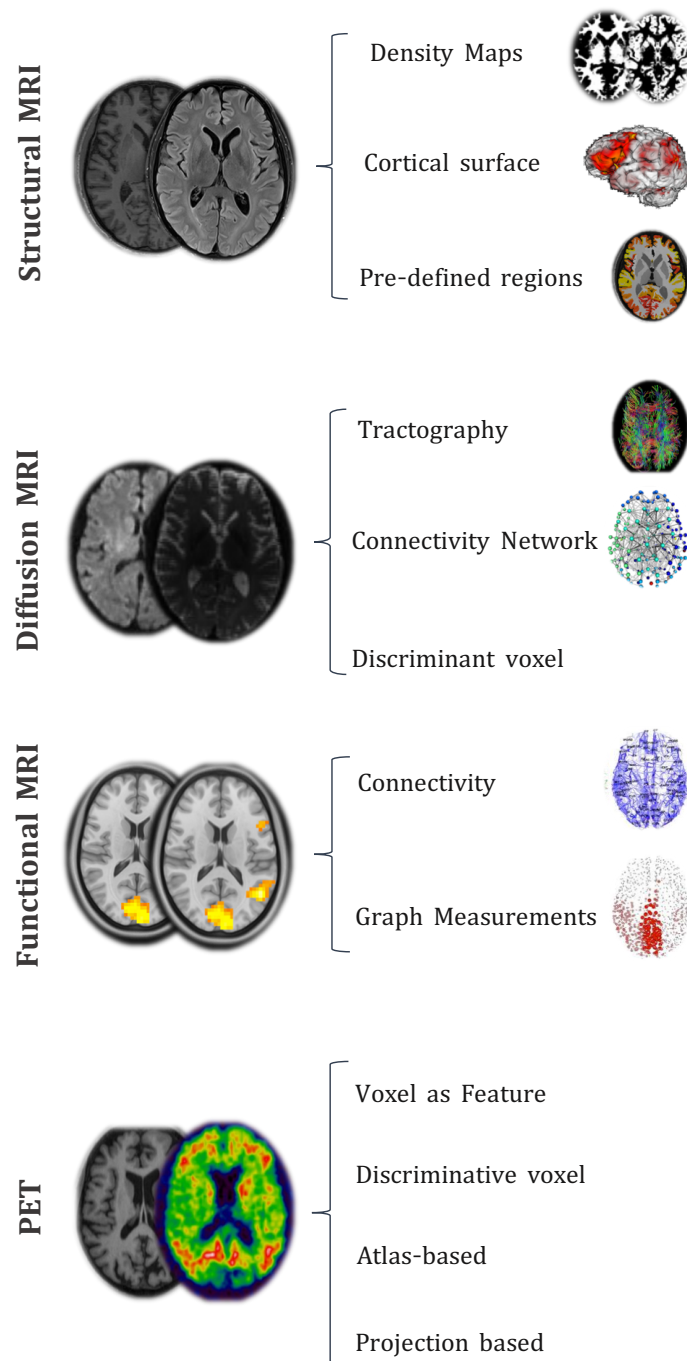 Structural MRI
Density Maps
Cortical surface
Pre-defined regions
Diffusion MRI
Tractography
Connectivity Network
Discriminant voxel
Functional MRI
Connectivity
Graph Measurements
PET
Voxel as Feature
Discriminative voxel
Atlas-based
Projection based